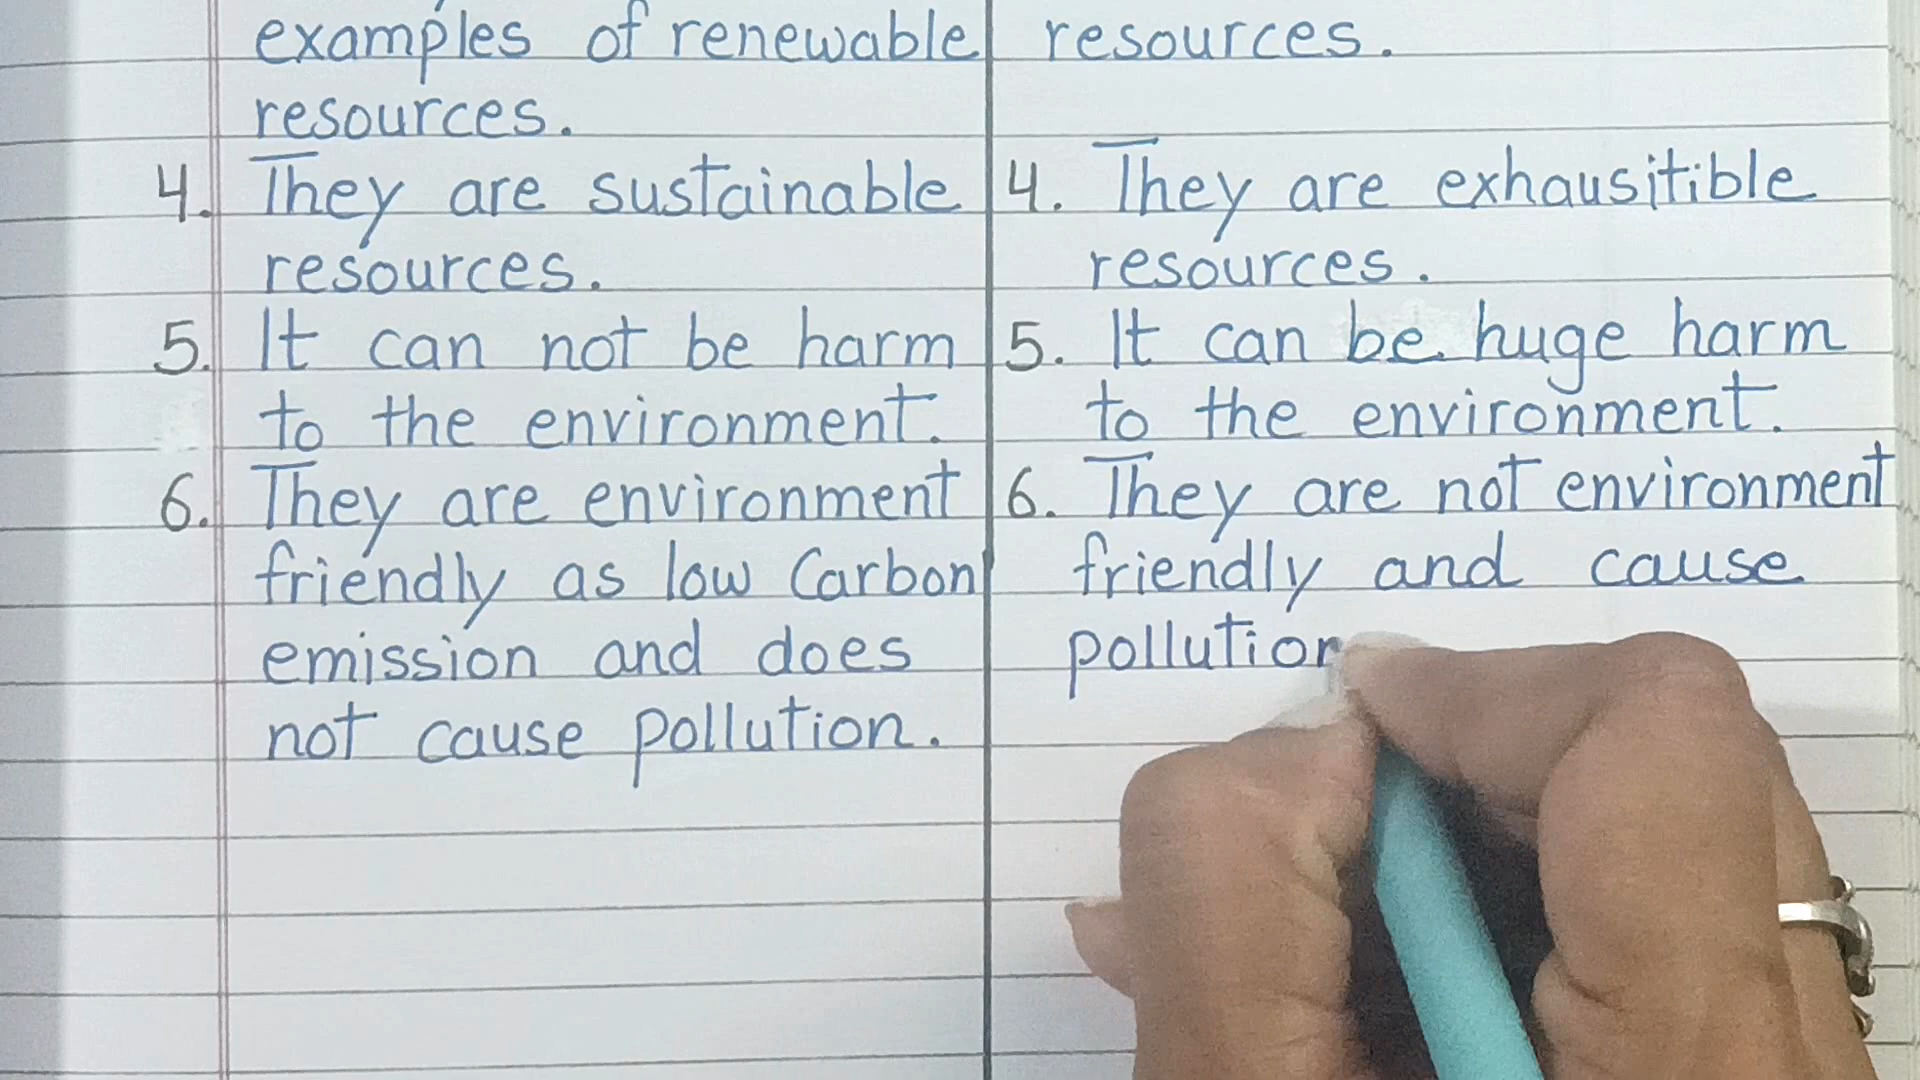 examples of renewable
resources.
4. They are sustainable
resources.
5. It can not be harm
to the environment.
6. They are environment
friendly as low Carbon
emission and does
not cause pollution.
resources.
4. They are exhausitible
resources.
5. It can be huge harm
to the environment.
6. They are not environment
friendly and cause
pollution